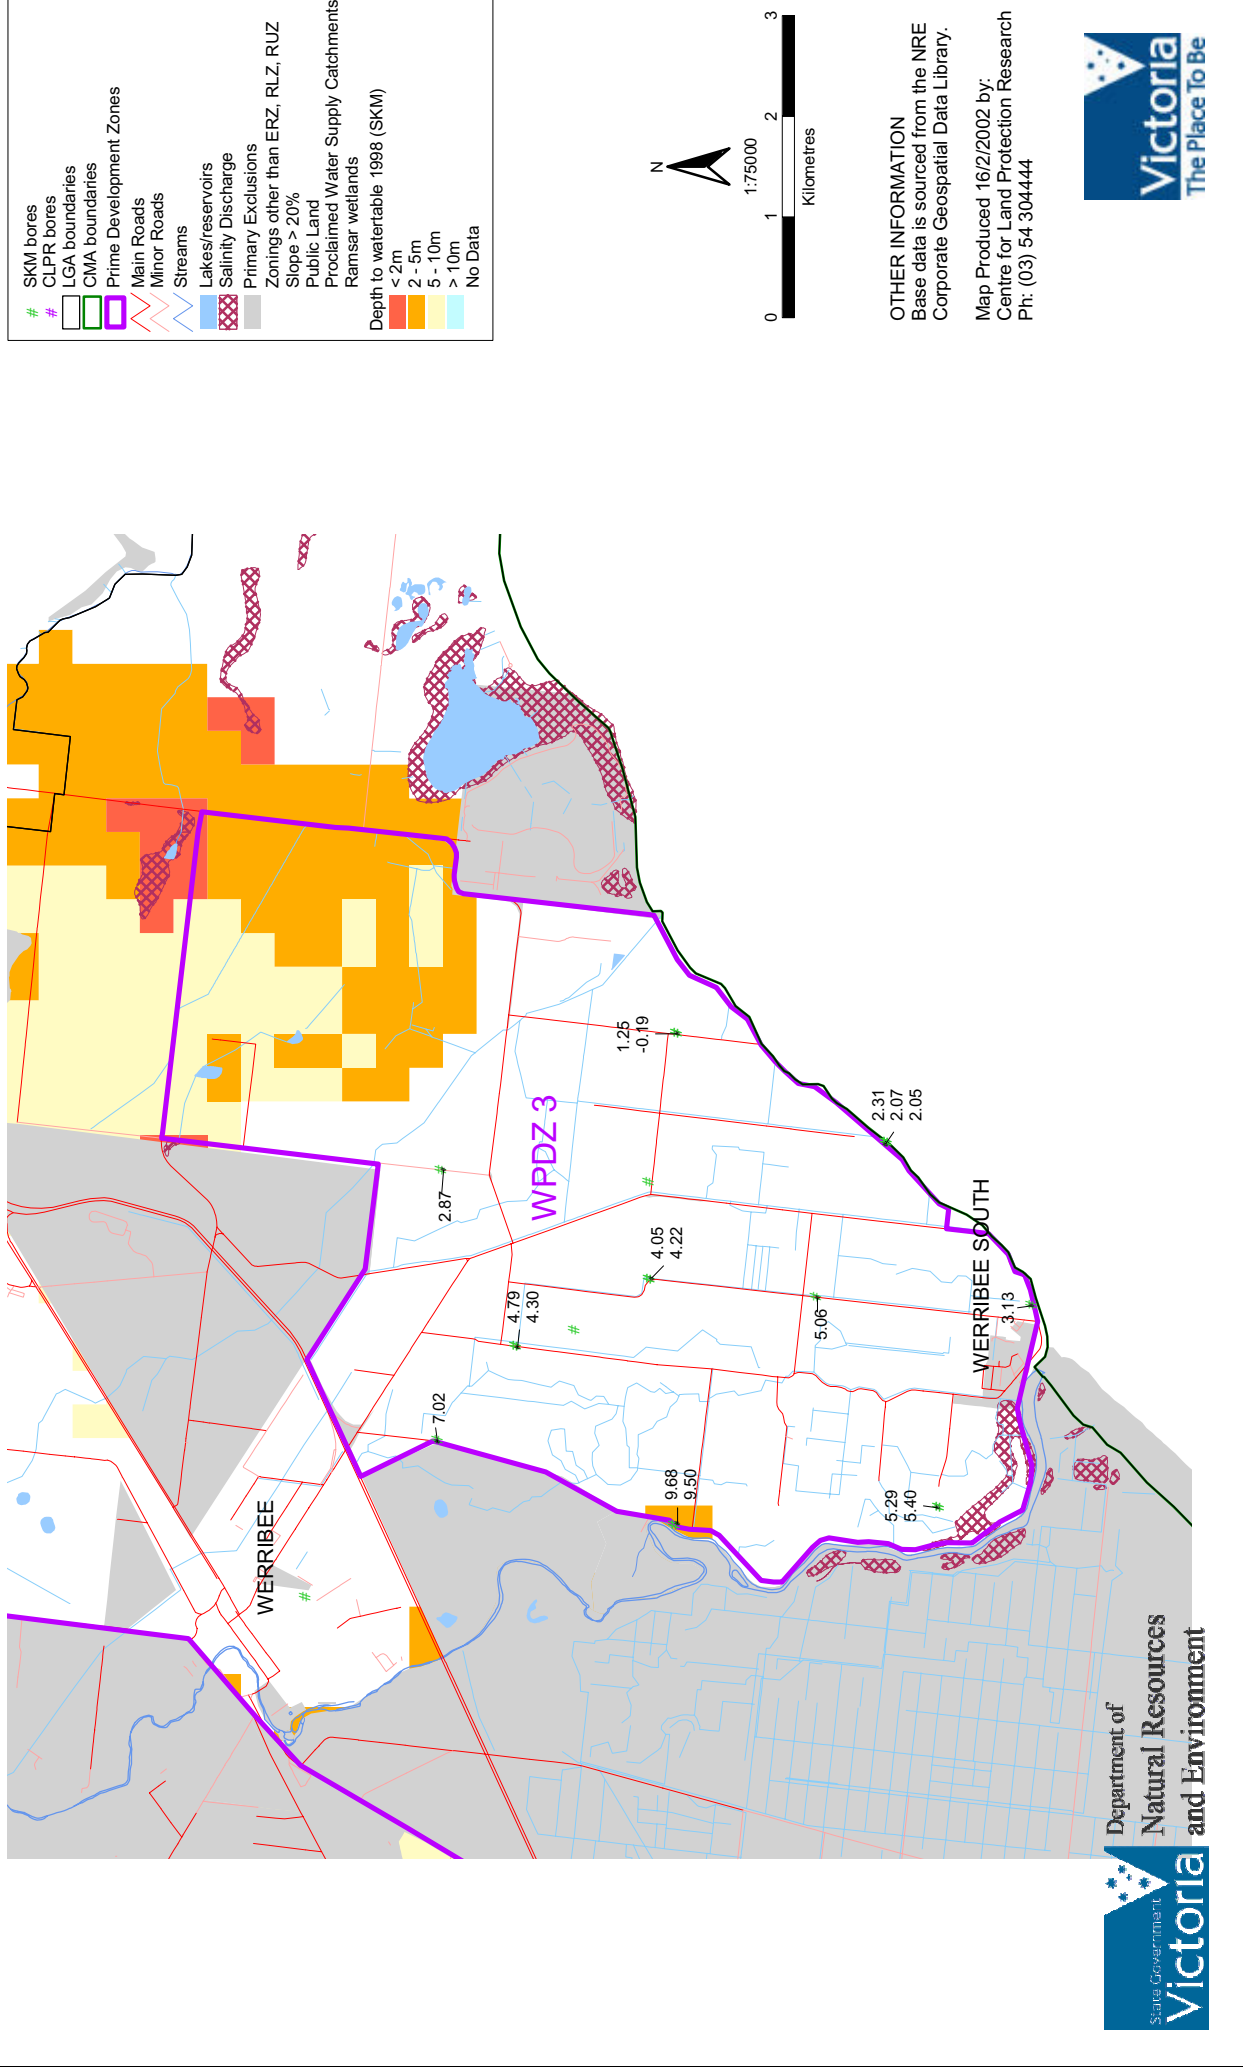 SKM bores
CLPR bores
LGA boundaries
CMA boundaries
Prime Development Zones
Main Roads
Minor Roads
Streams
Lakes/reservoirs
Salinity Discharge
Primary Exclusions
Zonings other than ERZ, RLZ, RUZ
Slope > 20%
Public Land
Proclaimed Water Supply Catchments
Ramsar wetlands
Depth to watertable 1998 (SKM)
< 2m
2 - 5m
5 - 10m
> 10m
No Data
N
1:75000
0 1 2 3
Kilometres
OTHER INFORMATION
Base data is sourced from the NRE
Corporate Geospatial Data Library.
Map Produced 16/2/2002 by:
Centre for Land Protection Research
Ph: (03) 54 304444
Victoria
The Place To Be
WERRIBEE
WPDZ 3
WERRIBEE SOUTH
7.02
4.79
4.30
2.87
1.25
-0.19
4.05
4.22
9.68
9.50
5.06
2.31
2.07
2.05
5.29
5.40
3.13
State Government
Victoria
Department of
Natural Resources
and Environment